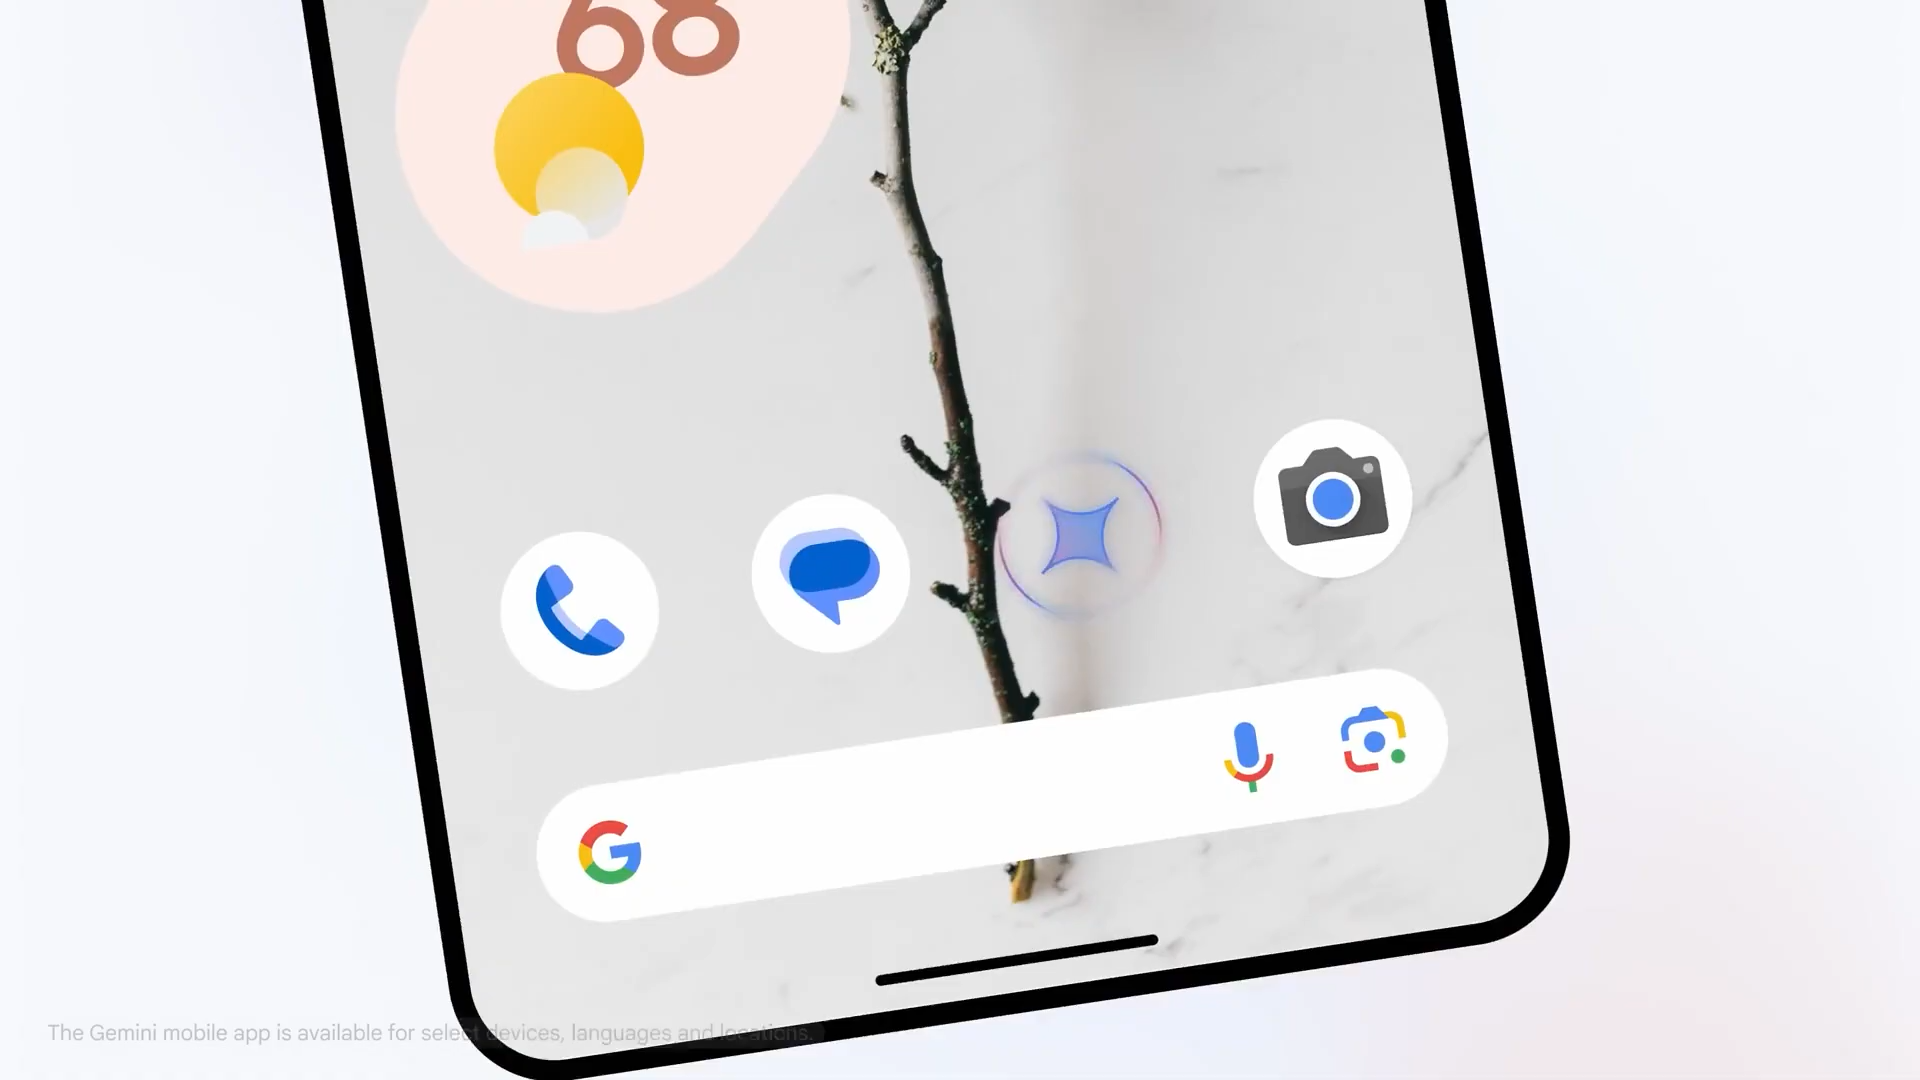 68
G
The Gemini mobile app is available for select devices, languages and locations.